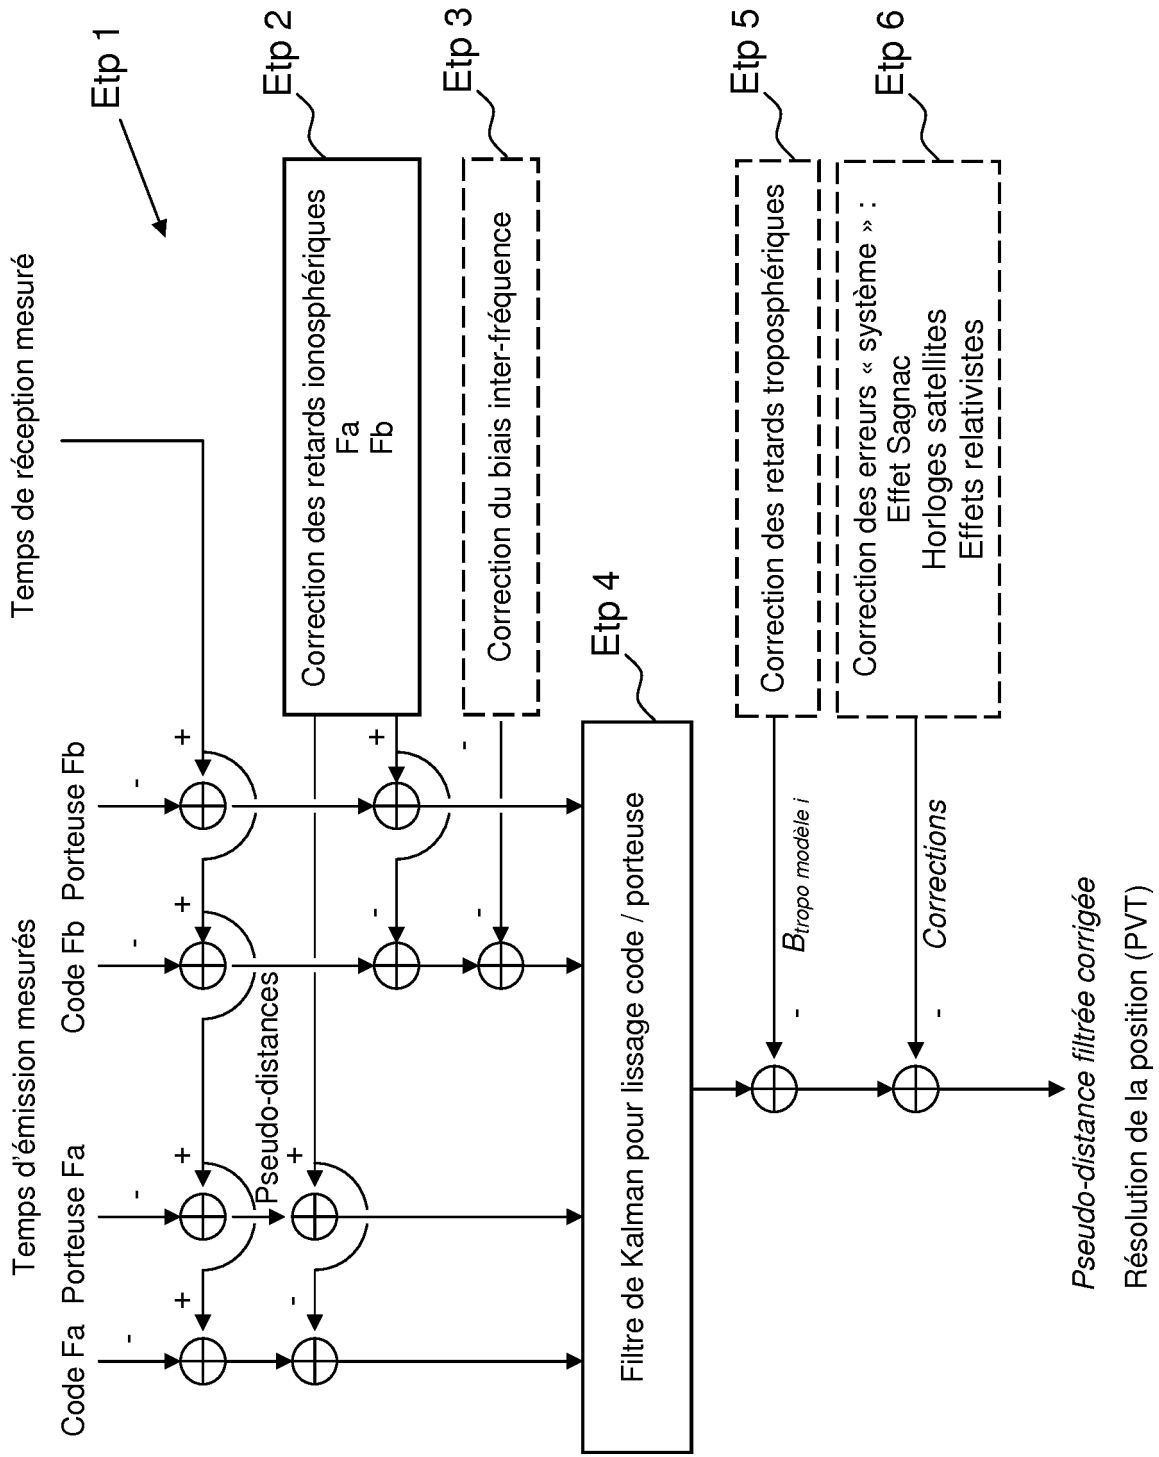 Temps d'émission mesurés
Temps de réception mesuré
Code Fa
Porteuse Fa
Code Fb
Porteuse Fb
Etp 1
-
-
-
-
+
+
+
+
Pseudo-distances
Etp 2
Correction des retards ionosphériques
Fa
Fb
-
+
-
+
Etp 3
Correction du biais inter-fréquence
-
-
Etp 4
Filtre de Kalman pour lissage code / porteuse
Etp 5
Correction des retards troposphériques
Btropo modèle i
-
Etp 6
Correction des erreurs « système » :
Effet Sagnac
Horloges satellites
Effets relativistes
Corrections
-
Pseudo-distance filtrée corrigée
Résolution de la position (PVT)